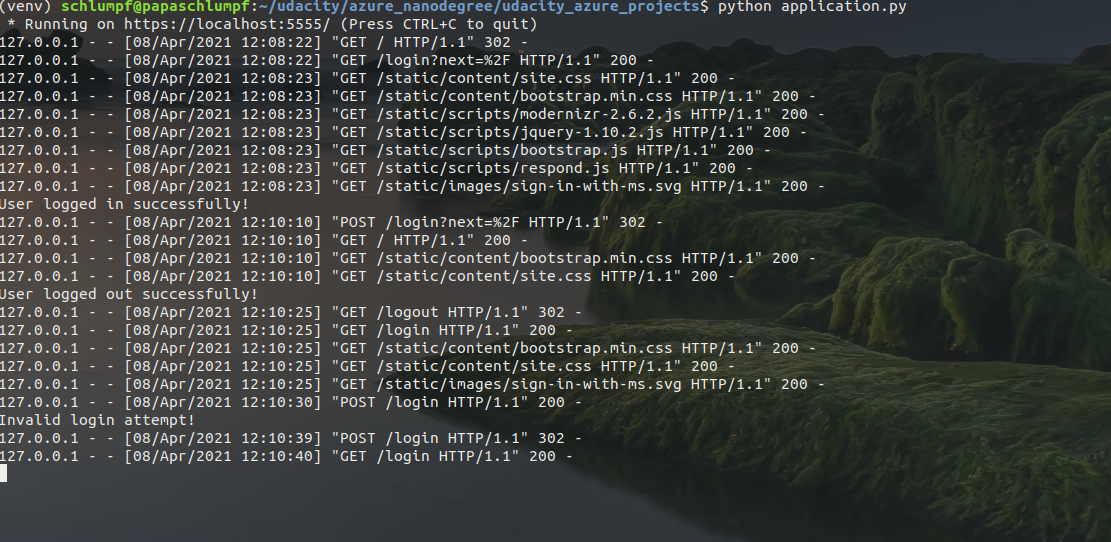 (venv) schlumpf@papaschlumpf:~/udacity/azure_nanodegree/udacity_azure_projects$ python application.py
 * Running on https://localhost:5555/ (Press CTRL+C to quit)
127.0.0.1 - - [08/Apr/2021 12:08:22] "GET / HTTP/1.1" 302 -
127.0.0.1 - - [08/Apr/2021 12:08:22] "GET /login?next=%2F HTTP/1.1" 200 -
127.0.0.1 - - [08/Apr/2021 12:08:23] "GET /static/content/site.css HTTP/1.1" 200 -
127.0.0.1 - - [08/Apr/2021 12:08:23] "GET /static/content/bootstrap.min.css HTTP/1.1" 200 -
127.0.0.1 - - [08/Apr/2021 12:08:23] "GET /static/scripts/modernizr-2.6.2.js HTTP/1.1" 200 -
127.0.0.1 - - [08/Apr/2021 12:08:23] "GET /static/scripts/jquery-1.10.2.js HTTP/1.1" 200 -
127.0.0.1 - - [08/Apr/2021 12:08:23] "GET /static/scripts/bootstrap.js HTTP/1.1" 200 -
127.0.0.1 - - [08/Apr/2021 12:08:23] "GET /static/scripts/respond.js HTTP/1.1" 200 -
127.0.0.1 - - [08/Apr/2021 12:08:23] "GET /static/images/sign-in-with-ms.svg HTTP/1.1" 200 -
User logged in successfully!
127.0.0.1 - - [08/Apr/2021 12:10:10] "POST /login?next=%2F HTTP/1.1" 302 -
127.0.0.1 - - [08/Apr/2021 12:10:10] "GET / HTTP/1.1" 200 -
127.0.0.1 - - [08/Apr/2021 12:10:10] "GET /static/content/bootstrap.min.css HTTP/1.1" 200 -
127.0.0.1 - - [08/Apr/2021 12:10:10] "GET /static/content/site.css HTTP/1.1" 200 -
User logged out successfully!
127.0.0.1 - - [08/Apr/2021 12:10:25] "GET /logout HTTP/1.1" 302 -
127.0.0.1 - - [08/Apr/2021 12:10:25] "GET /login HTTP/1.1" 200 -
127.0.0.1 - - [08/Apr/2021 12:10:25] "GET /static/content/bootstrap.min.css HTTP/1.1" 200 -
127.0.0.1 - - [08/Apr/2021 12:10:25] "GET /static/content/site.css HTTP/1.1" 200 -
127.0.0.1 - - [08/Apr/2021 12:10:25] "GET /static/images/sign-in-with-ms.svg HTTP/1.1" 200 -
127.0.0.1 - - [08/Apr/2021 12:10:30] "POST /login HTTP/1.1" 200 -
Invalid login attempt!
127.0.0.1 - - [08/Apr/2021 12:10:39] "POST /login HTTP/1.1" 302 -
127.0.0.1 - - [08/Apr/2021 12:10:40] "GET /login HTTP/1.1" 200 -